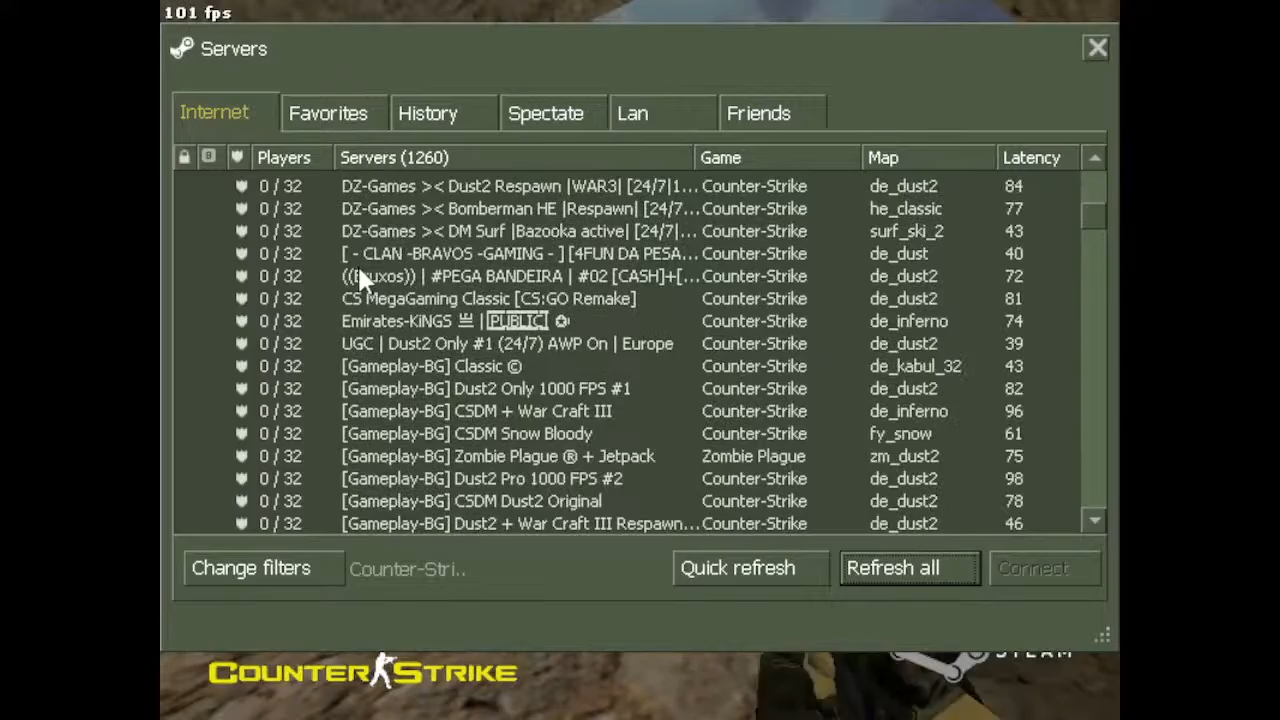 101 fps
Servers
Internet Favorites History Spectate Lan Friends
Players Servers (1260) Game Map Latency
0 / 32 DZ-Games >< Dust2 Respawn |WAR3| [24/7|1... Counter-Strike de_dust2 84
0 / 32 DZ-Games >< Bomberman HE |Respawn| [24/7... Counter-Strike he_classic 77
0 / 32 DZ-Games >< DM Surf |Bazooka active| [24/7|... Counter-Strike surf_ski_2 43
0 / 32 [ - CLAN -BRAVOS -GAMING - ] [4FUN DA PESA... Counter-Strike de_dust 40
0 / 32 | #PEGA BANDEIRA | #02 [CASH]+[... Counter-Strike de_dust2 72
0 / 32 CS MegaGaming Classic [CS:GO Remake] Counter-Strike de_dust2 81
0 / 32 Emirates-KiNGS 亗 | PUBLIC ✪ Counter-Strike de_inferno 74
0 / 32 UGC | Dust2 Only #1 (24/7) AWP On | Europe Counter-Strike de_dust2 39
0 / 32 [Gameplay-BG] Classic © Counter-Strike de_kabul_32 43
0 / 32 [Gameplay-BG] Dust2 Only 1000 FPS #1 Counter-Strike de_dust2 82
0 / 32 [Gameplay-BG] CSDM + War Craft III Counter-Strike de_inferno 96
0 / 32 [Gameplay-BG] CSDM Snow Bloody Counter-Strike fy_snow 61
0 / 32 [Gameplay-BG] Zombie Plague ® + Jetpack Zombie Plague zm_dust2 75
0 / 32 [Gameplay-BG] Dust2 Pro 1000 FPS #2 Counter-Strike de_dust2 98
0 / 32 [Gameplay-BG] CSDM Dust2 Original Counter-Strike de_dust2 78
0 / 32 [Gameplay-BG] Dust2 + War Craft III Respawn... Counter-Strike de_dust2 46
Change filters Counter-Stri.. Quick refresh Refresh all Connect
COUNTER STRIKE STEAM